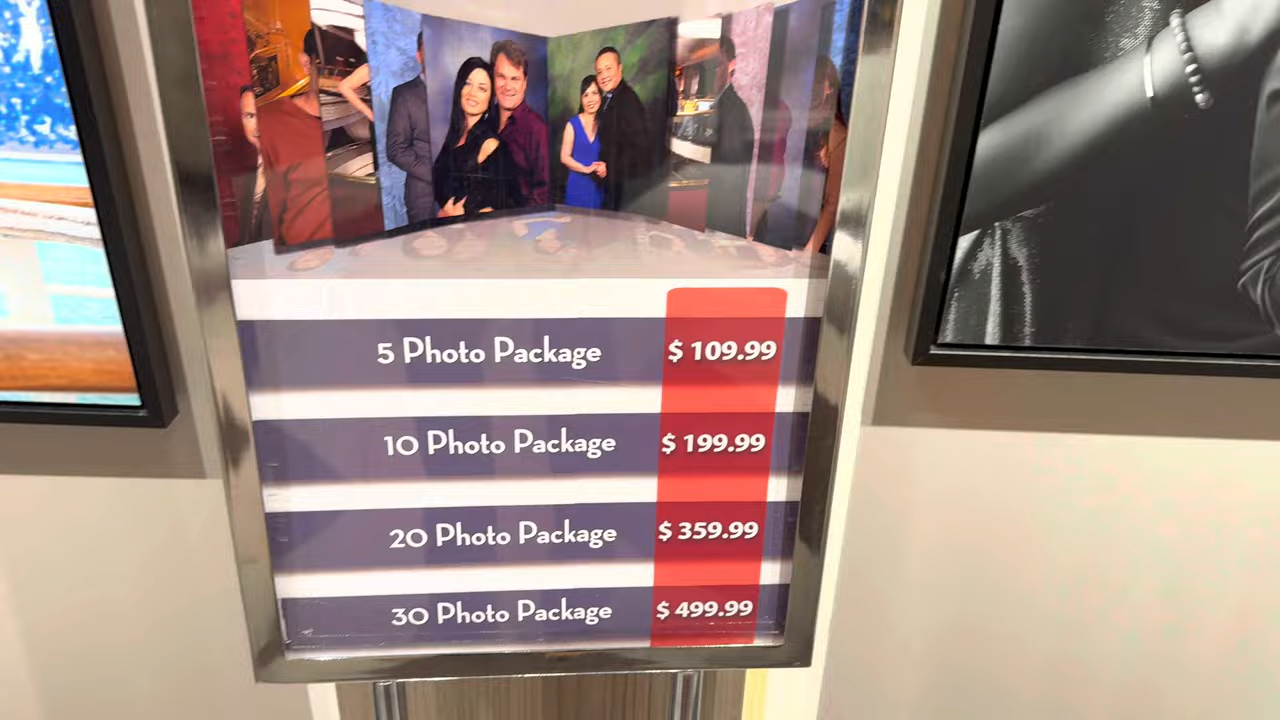 5 Photo Package $ 109.99
10 Photo Package $ 199.99
20 Photo Package $ 359.99
30 Photo Package $ 499.99